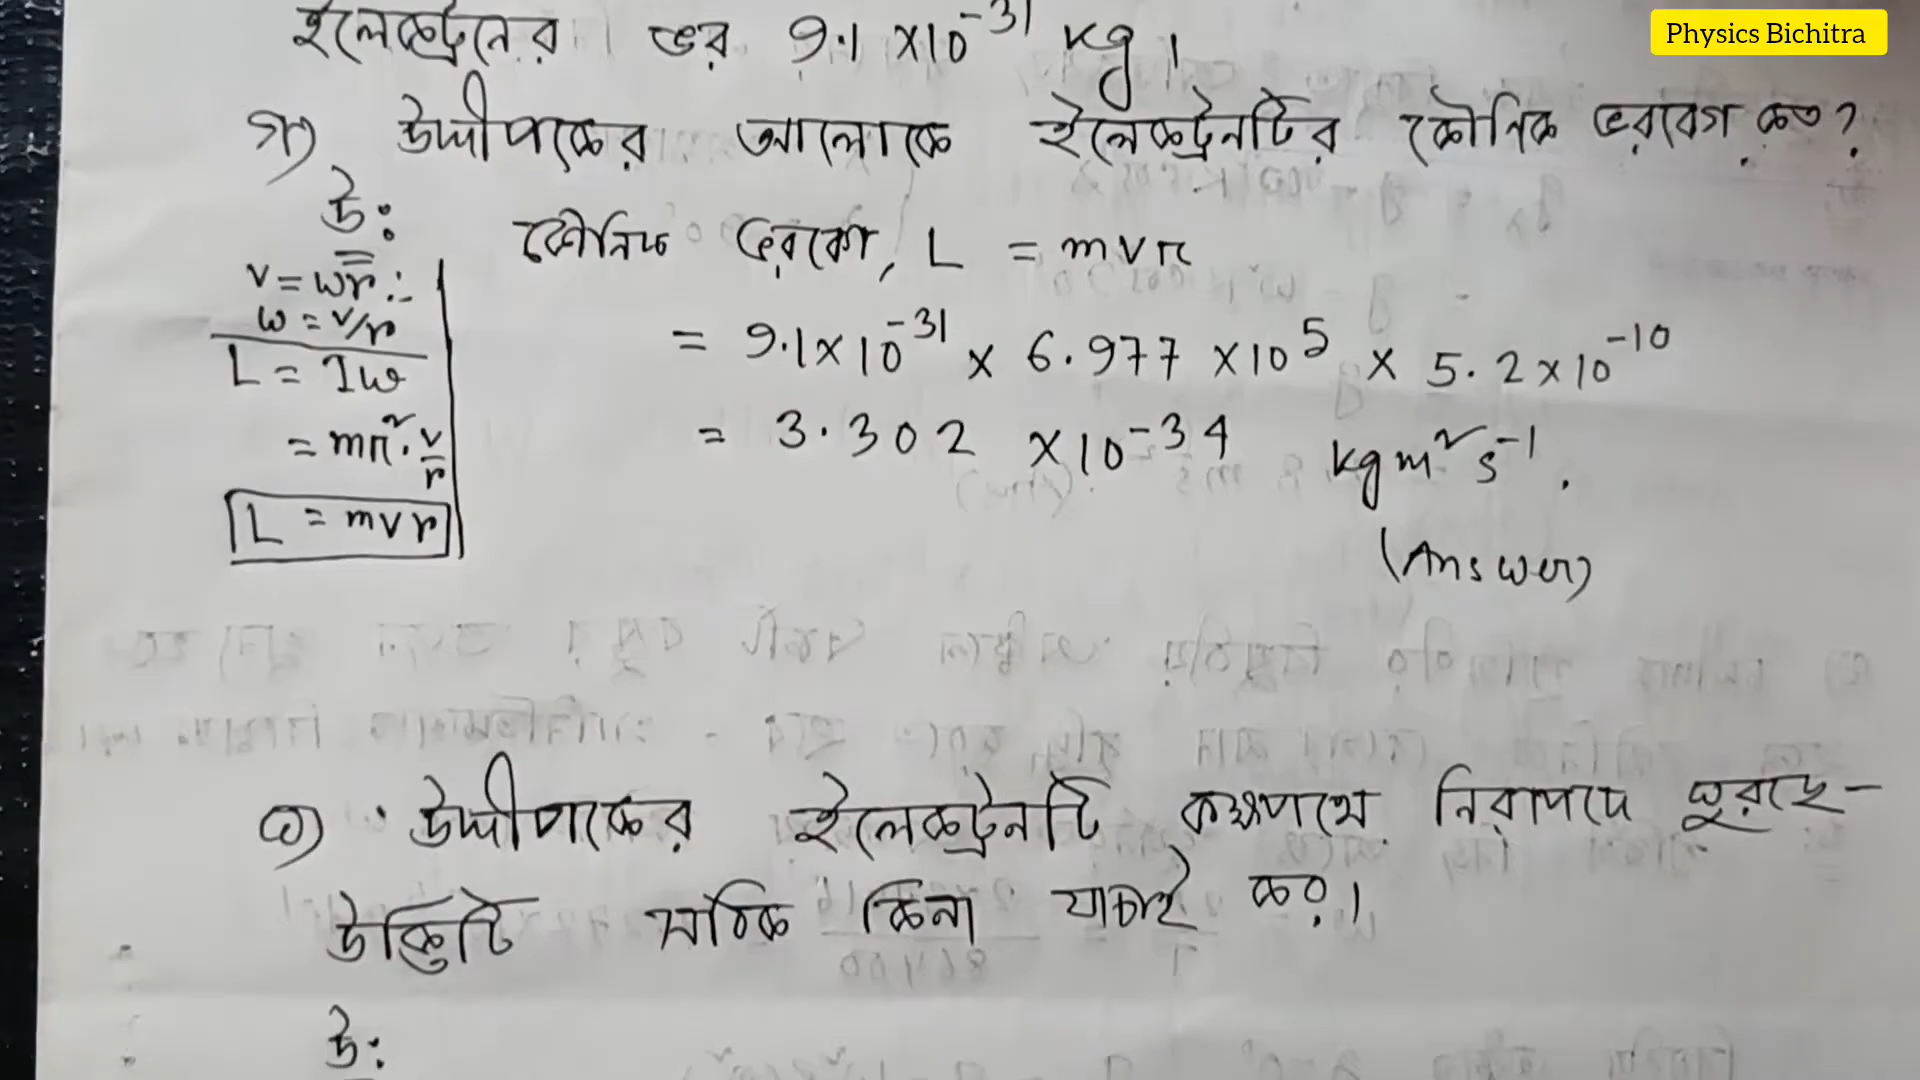 Physics Bichitra
ইলেকট্রনের ভর 9.1 ×10⁻³¹ kg।
গ) উদ্দীপকের আলোকে ইলেকট্রনটির কৌনিক ভরবেগ কত?
উ:
কৌনিক ভরবেগ, L = mvr
v = ωr ∴
ω = v/r
L = Iω
= mr². v/r
L = mvr
= 9.1×10⁻³¹ × 6.977 ×10⁵ × 5.2×10⁻¹⁰
= 3.302 ×10⁻³⁴ kgm²s⁻¹.
(Answer)
ঘ) উদ্দীপকের ইলেকট্রনটি কক্ষপথে নিরাপদে ঘুরছে-
উক্তিটি সঠিক কিনা যাচাই কর।
উ: